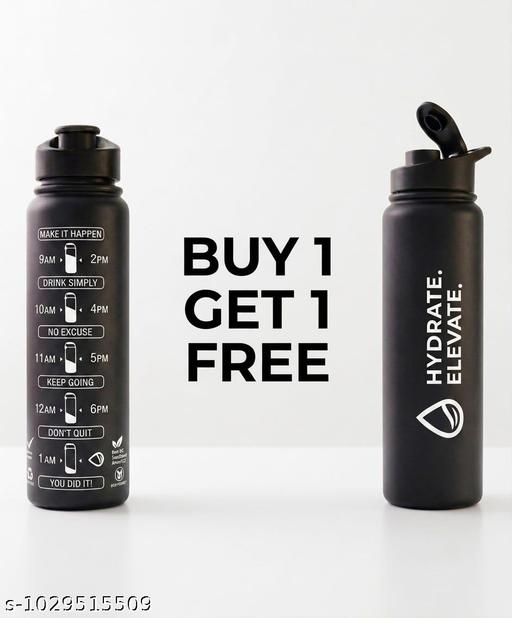 MAKE IT HAPPEN
9AM 2PM
DRINK SIMPLY
10AM 4PM
NO EXCUSE
11AM 5PM
KEEP GOING
12AM 6PM
DON'T QUIT
1AM
YOU DID IT!
BUY 1
GET 1
FREE
HYDRATE.
ELEVATE.
s-1029515509